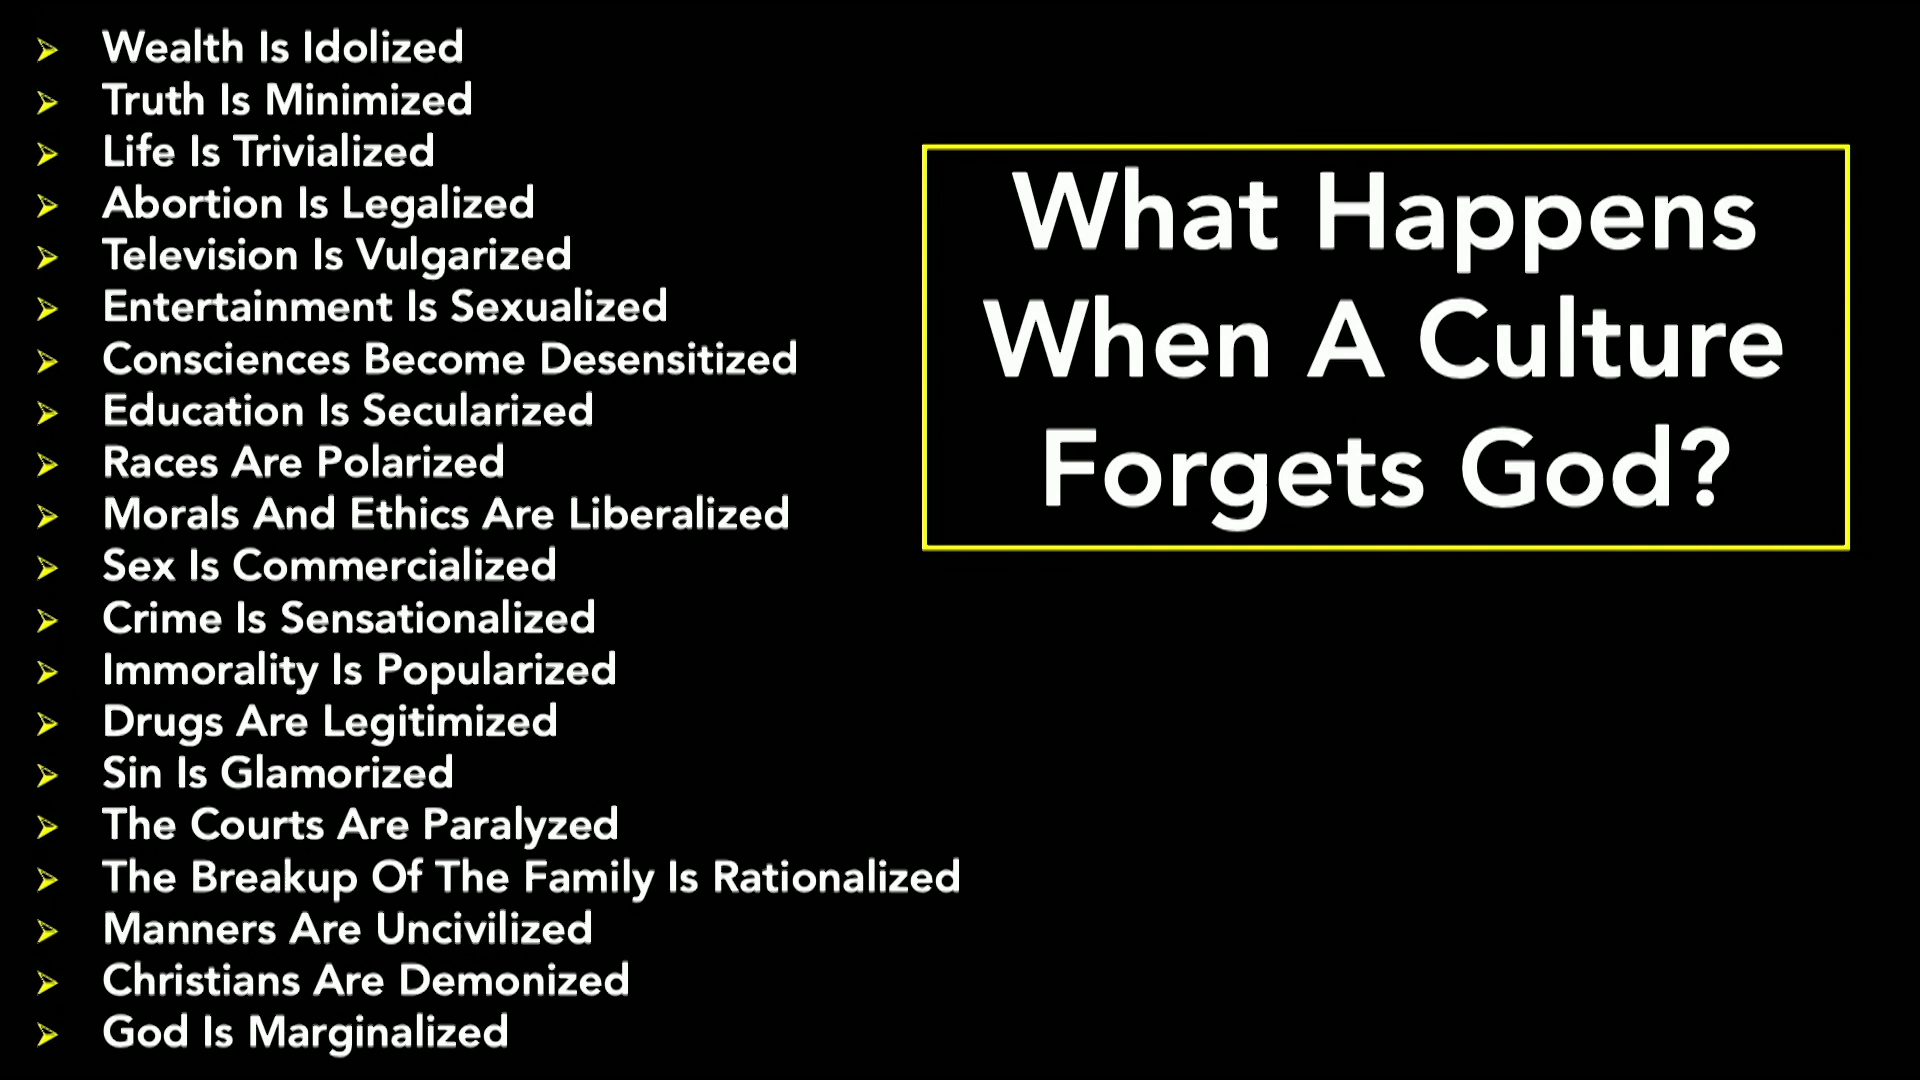 Wealth Is Idolized
Truth Is Minimized
Life Is Trivialized
Abortion Is Legalized
Television Is Vulgarized
Entertainment Is Sexualized
Consciences Become Desensitized
Education Is Secularized
Races Are Polarized
Morals And Ethics Are Liberalized
Sex Is Commercialized
Crime Is Sensationalized
Immorality Is Popularized
Drugs Are Legitimized
Sin Is Glamorized
The Courts Are Paralyzed
The Breakup Of The Family Is Rationalized
Manners Are Uncivilized
Christians Are Demonized
God Is Marginalized
What Happens
When A Culture
Forgets God?